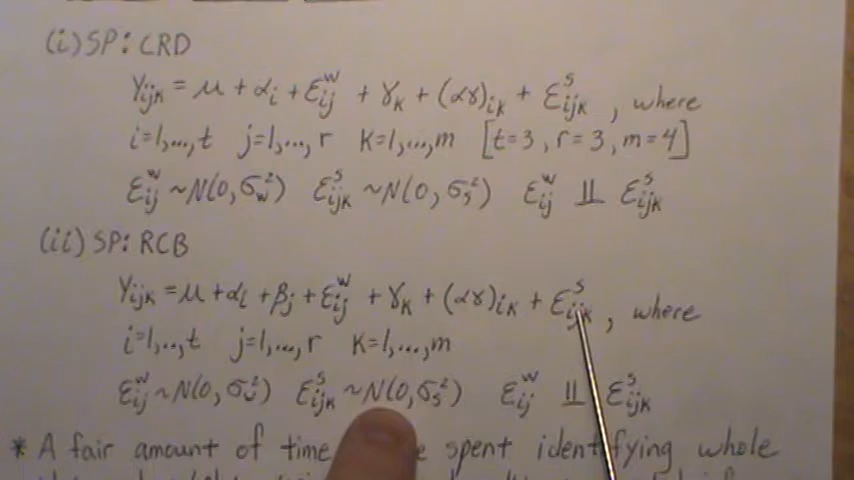 (i) SP: CRD
Yijk = μ + αi + εij^w + γk + (αγ)ik + εijk^s , where
i=1,...,t j=1,...,r k=1,...,m [t=3, r=3, m=4]
εij^w ~ N(0, σw²) εijk^s ~ N(0, σs²) εij^w ⫫ εijk^s
(ii) SP: RCB
Yijk = μ + αi + βj + εij^w + γk + (αγ)ik + εijk^s , where
i=1,..,t j=1,...,r k=1,...,m
εij^w ~ N(0, σw²) εijk^s ~ N(0, σs²) εij^w ⫫ εijk^s
* A fair amount of time spent identifying whole